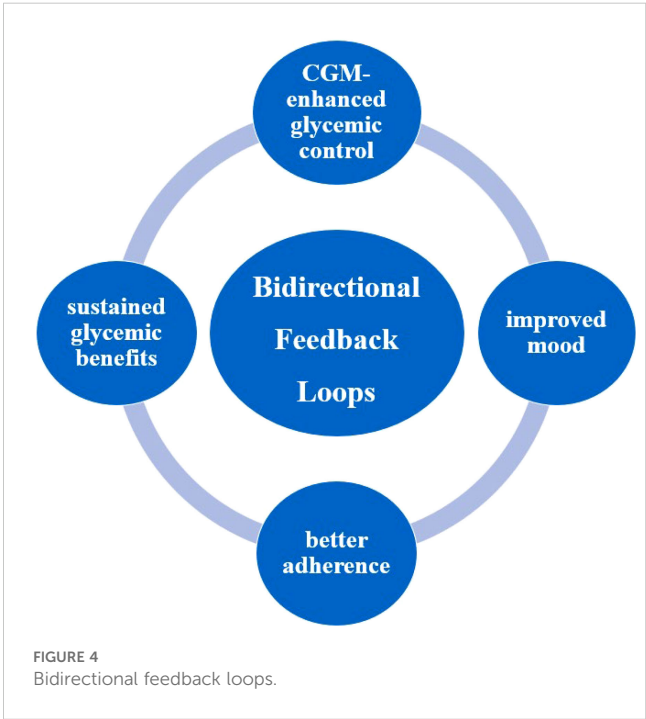 CGM-
enhanced
glycemic
control
Bidirectional
Feedback
Loops
sustained
glycemic
benefits
improved
mood
better
adherence
FIGURE 4
Bidirectional feedback loops.